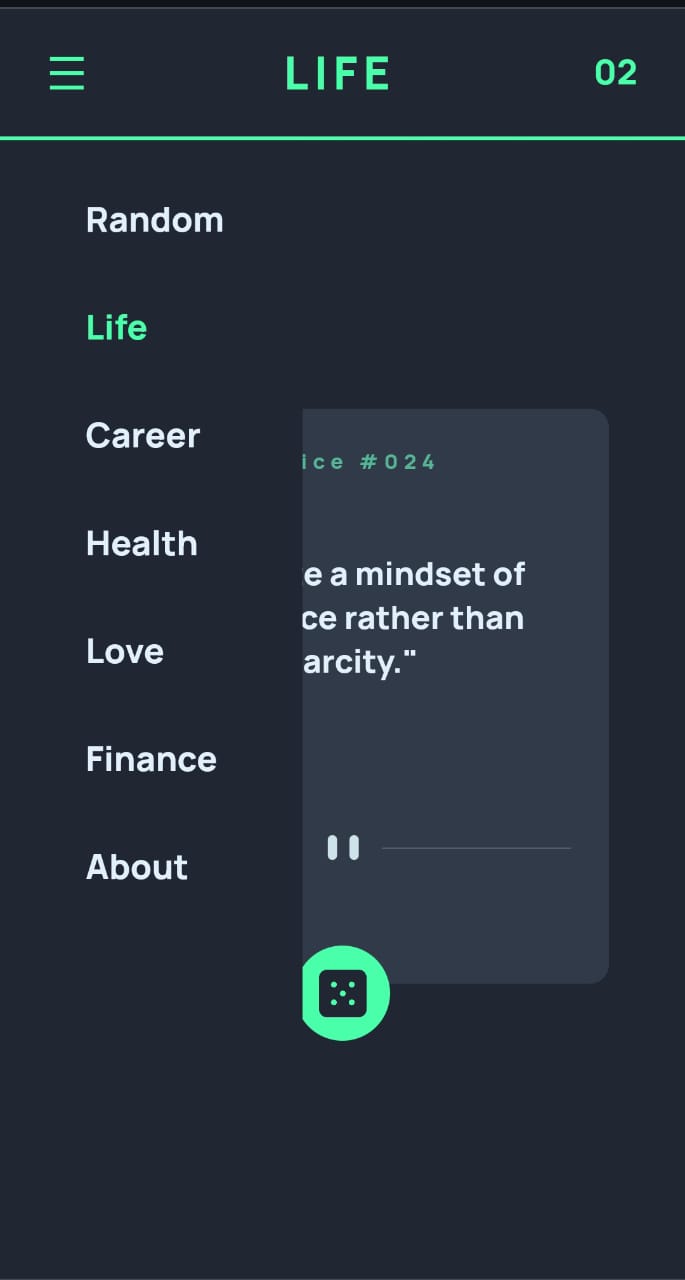 LIFE
02
Random
Life
Career
Health
Love
Finance
About
ice #024
e a mindset of
ce rather than
arcity."